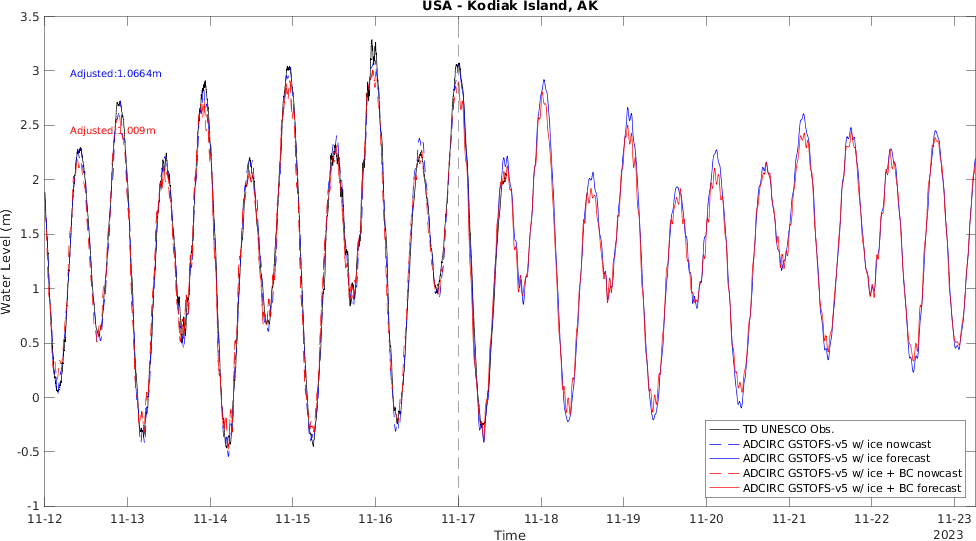 USA - Kodiak Island, AK
3.5
3
2.5
2
1.5
1
0.5
0
-0.5
-1
Water Level (m)
Adjusted:1.0664m
Adjusted:1.009m
TD UNESCO Obs.
ADCIRC GSTOFS-v5 w/ ice nowcast
ADCIRC GSTOFS-v5 w/ ice forecast
ADCIRC GSTOFS-v5 w/ ice + BC nowcast
ADCIRC GSTOFS-v5 w/ ice + BC forecast
11-12 11-13 11-14 11-15 11-16 11-17 11-18 11-19 11-20 11-21 11-22 11-23
2023
Time